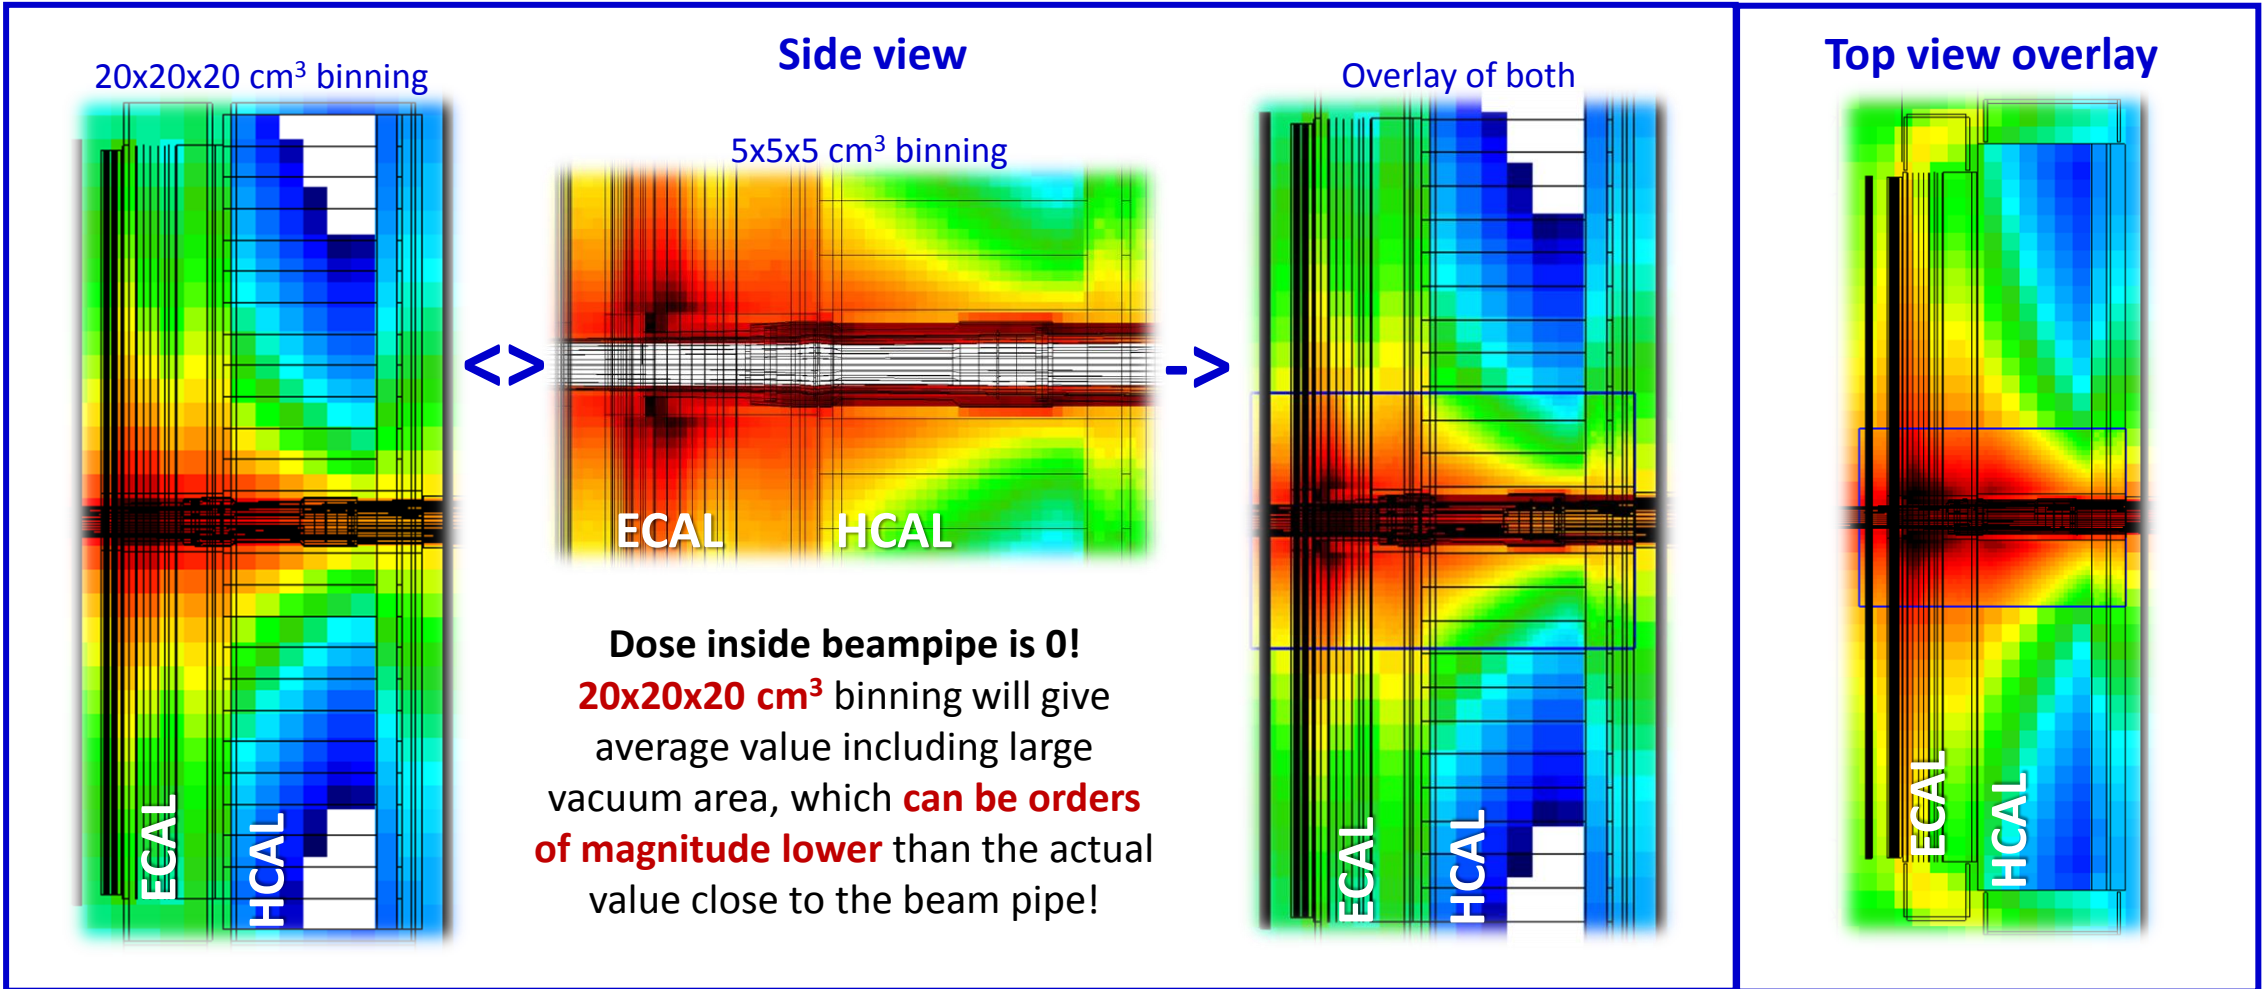 Side view
20x20x20 cm³ binning
5x5x5 cm³ binning
Overlay of both
<>
->
ECAL
HCAL
ECAL
HCAL
Dose inside beampipe is 0!
20x20x20 cm³ binning will give
average value including large
vacuum area, which can be orders
of magnitude lower than the actual
value close to the beam pipe!
ECAL
HCAL
Top view overlay
ECAL
HCAL